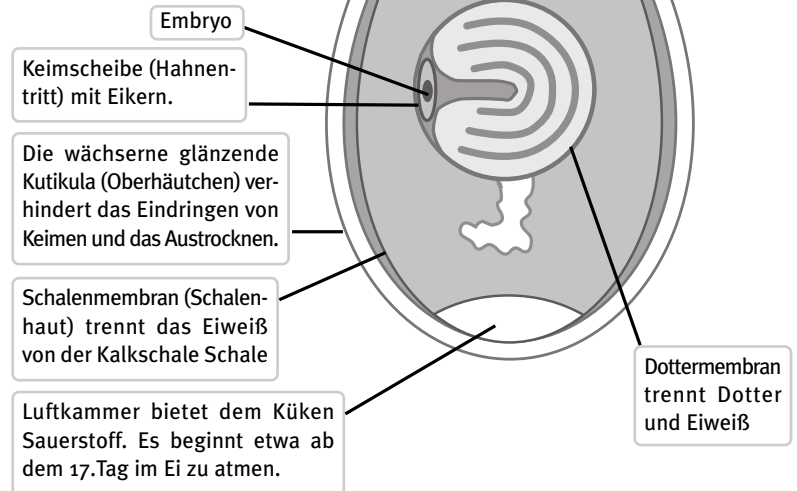 Embryo
Keimscheibe (Hahnen-
tritt) mit Eikern.
Die wächserne glänzende
Kutikula (Oberhäutchen) ver-
hindert das Eindringen von
Keimen und das Austrocknen.
Schalenmembran (Schalen-
haut) trennt das Eiweiß
von der Kalkschale Schale
Luftkammer bietet dem Küken
Sauerstoff. Es beginnt etwa ab
dem 17.Tag im Ei zu atmen.
Dottermembran
trennt Dotter
und Eiweiß